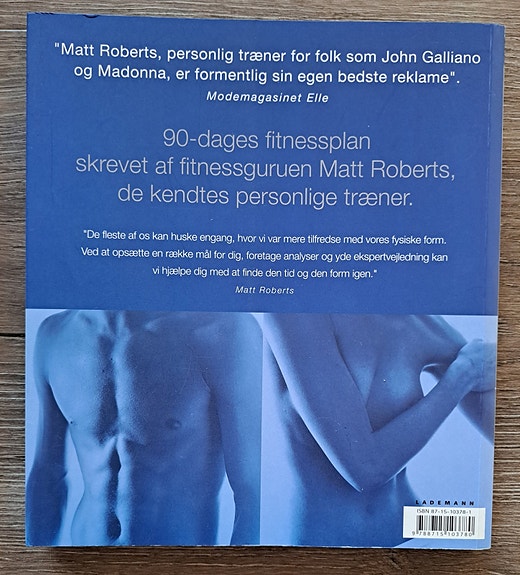 "Matt Roberts, personlig træner for folk som John Galliano
og Madonna, er formentlig sin egen bedste reklame".
Modemagasinet Elle
90-dages fitnessplan
skrevet af fitnessguruen Matt Roberts,
de kendtes personlige træner.
"De fleste af os kan huske engang, hvor vi var mere tilfredse med vores fysiske form.
Ved at opsætte en række mål for dig, foretage analyser og yde ekspertvejledning kan
vi hjælpe dig med at finde den tid og den form igen."
Matt Roberts
LADEMANN
ISBN 87-15-10378-1
9 788715 103780